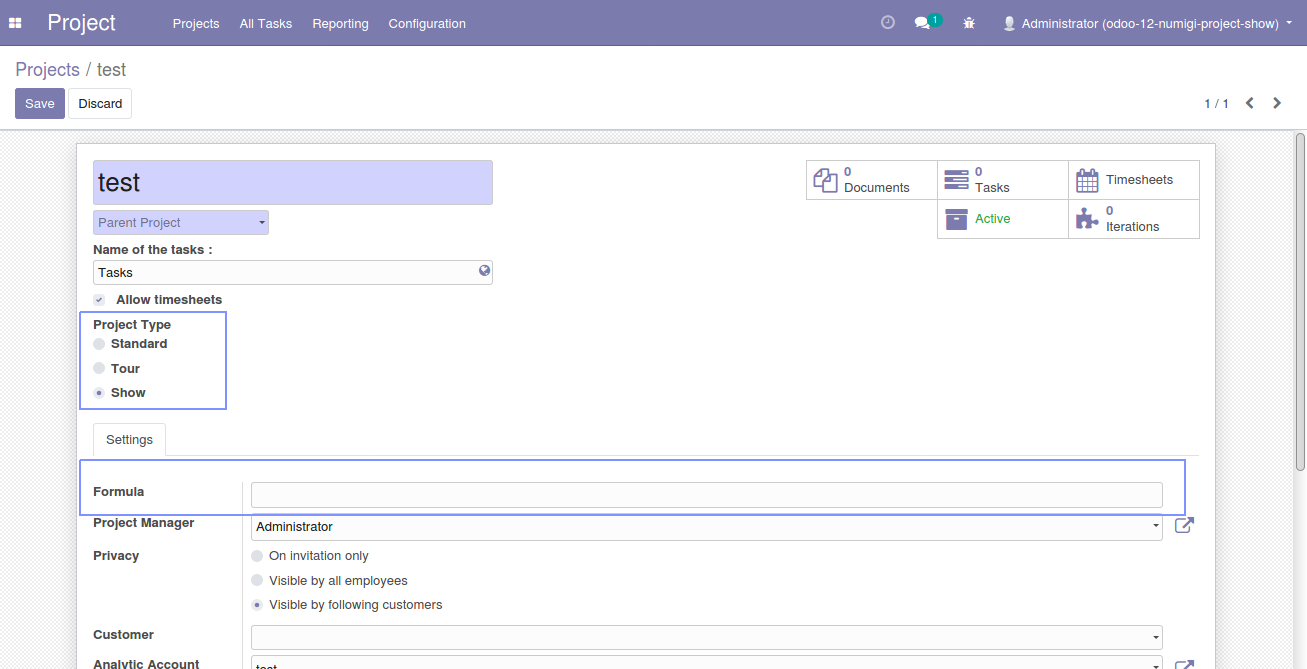 Project Projects All Tasks Reporting Configuration 1 Administrator (odoo-12-numigi-project-show)
Projects / test
Save Discard 1 / 1
test
0 Documents
0 Tasks
Timesheets
Parent Project
Active
0 Iterations
Name of the tasks :
Tasks
Allow timesheets
Project Type
Standard
Tour
Show
Settings
Formula
Project Manager Administrator
Privacy On invitation only
Visible by all employees
Visible by following customers
Customer
Analytic Account test